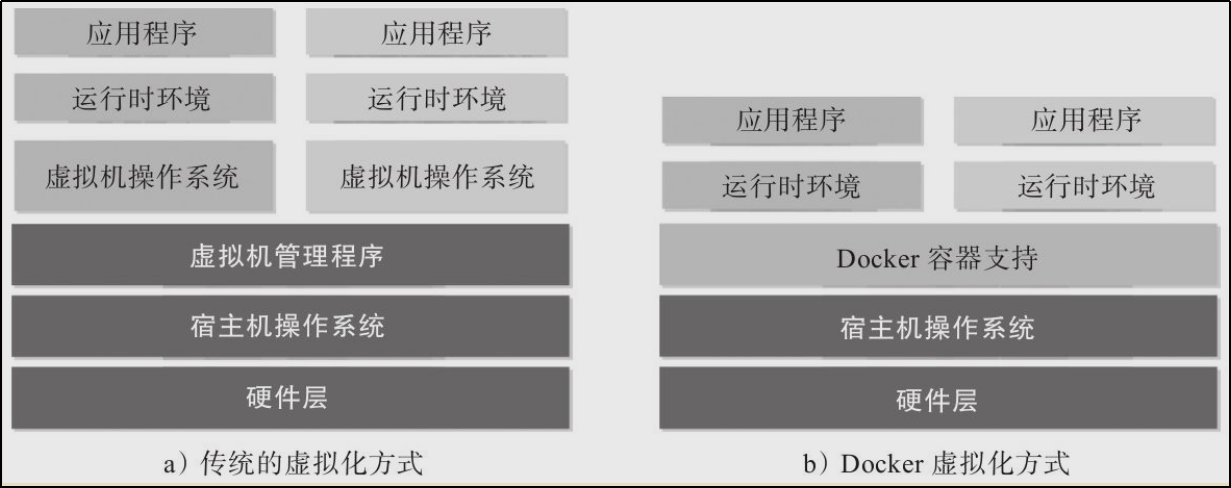 应用程序
应用程序
运行时环境
运行时环境
虚拟机操作系统
虚拟机操作系统
虚拟机管理程序
宿主机操作系统
硬件层
a）传统的虚拟化方式
应用程序
应用程序
运行时环境
运行时环境
Docker 容器支持
宿主机操作系统
硬件层
b）Docker 虚拟化方式